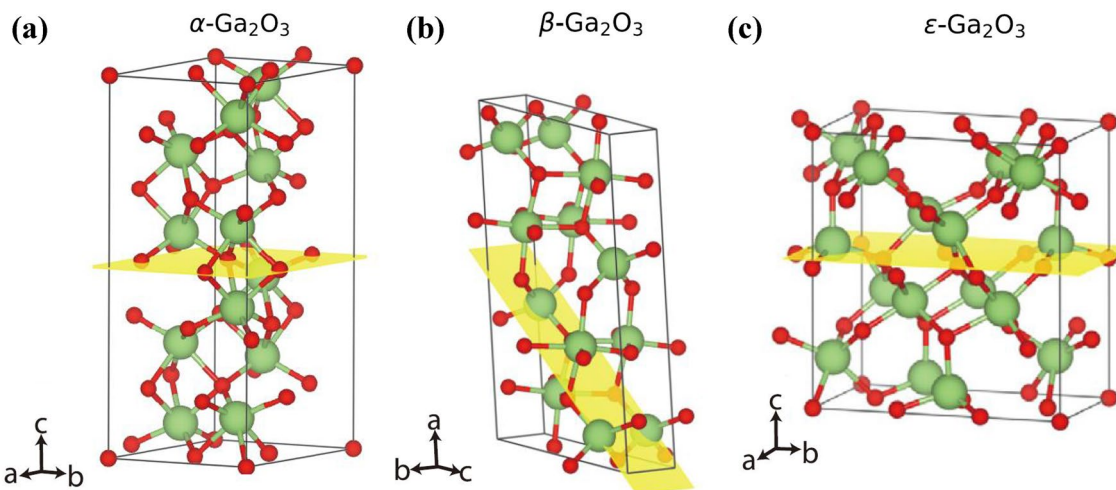 (a) α-Ga₂O₃
(b) β-Ga₂O₃
(c) ε-Ga₂O₃
c
a b
a
b c
c
a b